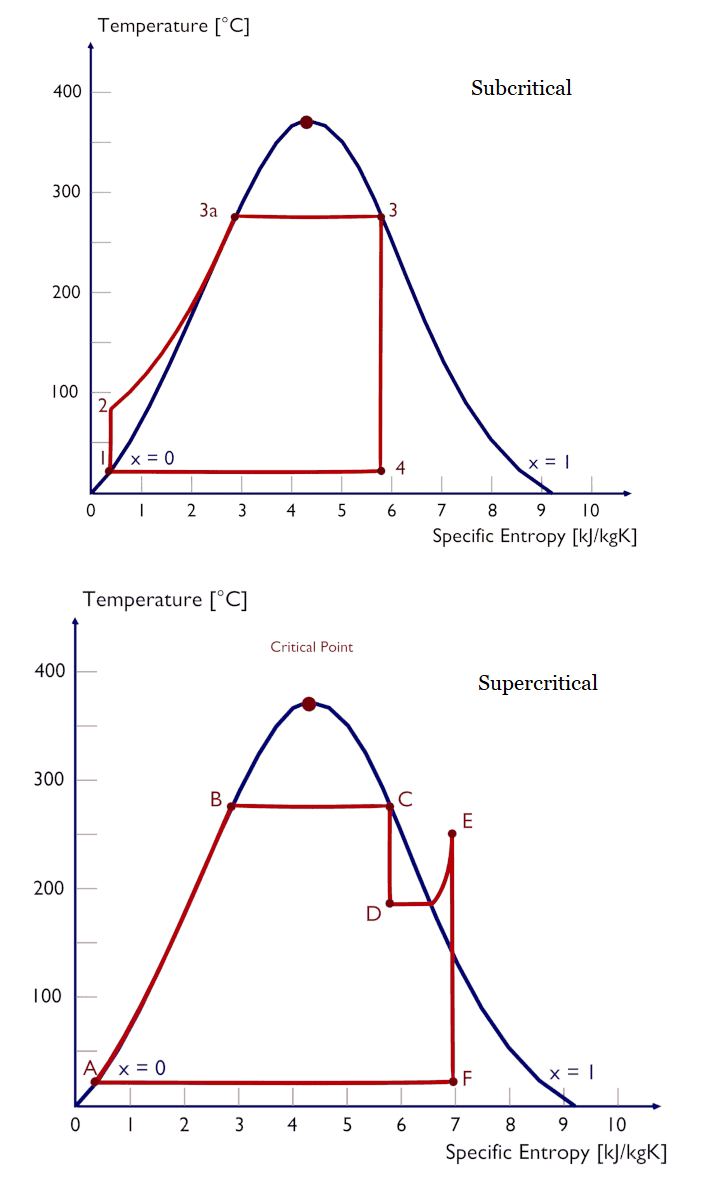 Temperature [°C]
Subcritical
400
300
3a
3
200
100
2
1
x = 0
4
x = 1
0 1 2 3 4 5 6 7 8 9 10
Specific Entropy [kJ/kgK]
Temperature [°C]
Critical Point
400
Supercritical
300
B
C
E
200
D
100
A
x = 0
F
x = 1
0 1 2 3 4 5 6 7 8 9 10
Specific Entropy [kJ/kgK]